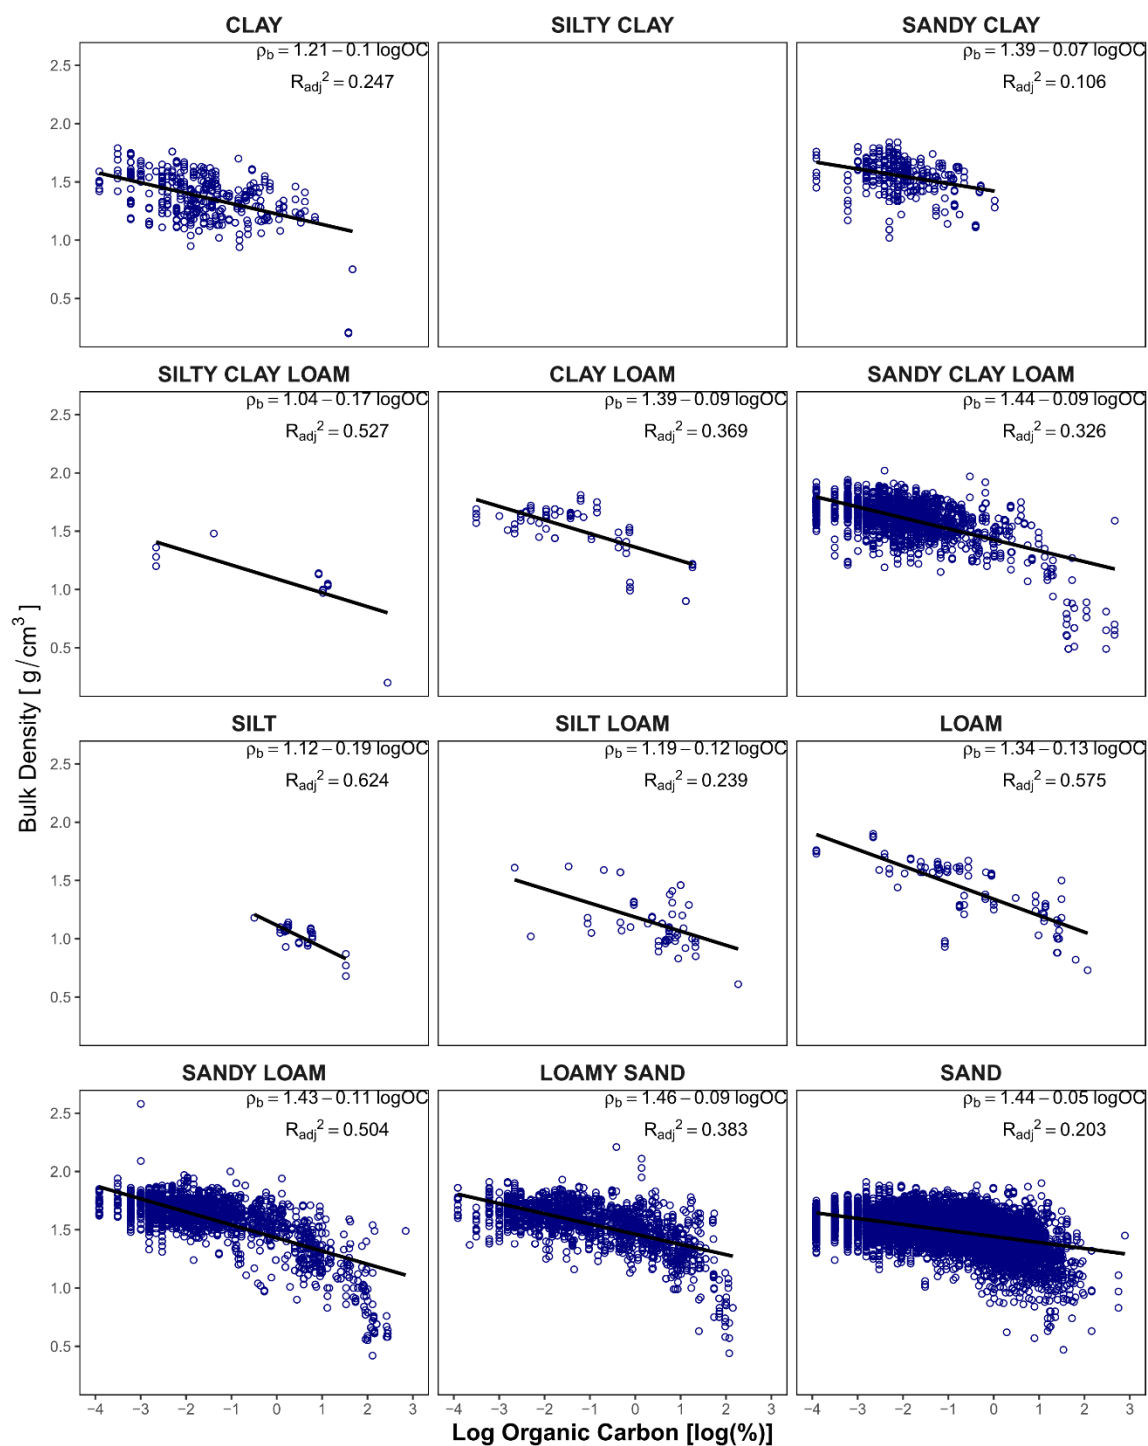 CLAY
SILTY CLAY
SANDY CLAY
ρb = 1.21 − 0.1 logOC
Radj² = 0.247
ρb = 1.39 − 0.07 logOC
Radj² = 0.106
2.5
2.0
1.5
1.0
0.5
SILTY CLAY LOAM
CLAY LOAM
SANDY CLAY LOAM
ρb = 1.04 − 0.17 logOC
Radj² = 0.527
ρb = 1.39 − 0.09 logOC
Radj² = 0.369
ρb = 1.44 − 0.09 logOC
Radj² = 0.326
2.5
2.0
1.5
1.0
0.5
Bulk Density [ g/cm³ ]
SILT
SILT LOAM
LOAM
ρb = 1.12 − 0.19 logOC
Radj² = 0.624
ρb = 1.19 − 0.12 logOC
Radj² = 0.239
ρb = 1.34 − 0.13 logOC
Radj² = 0.575
2.5
2.0
1.5
1.0
0.5
SANDY LOAM
LOAMY SAND
SAND
ρb = 1.43 − 0.11 logOC
Radj² = 0.504
ρb = 1.46 − 0.09 logOC
Radj² = 0.383
ρb = 1.44 − 0.05 logOC
Radj² = 0.203
2.5
2.0
1.5
1.0
0.5
−4 −3 −2 −1 0 1 2 3
−4 −3 −2 −1 0 1 2 3
−4 −3 −2 −1 0 1 2 3
Log Organic Carbon [log(%)]